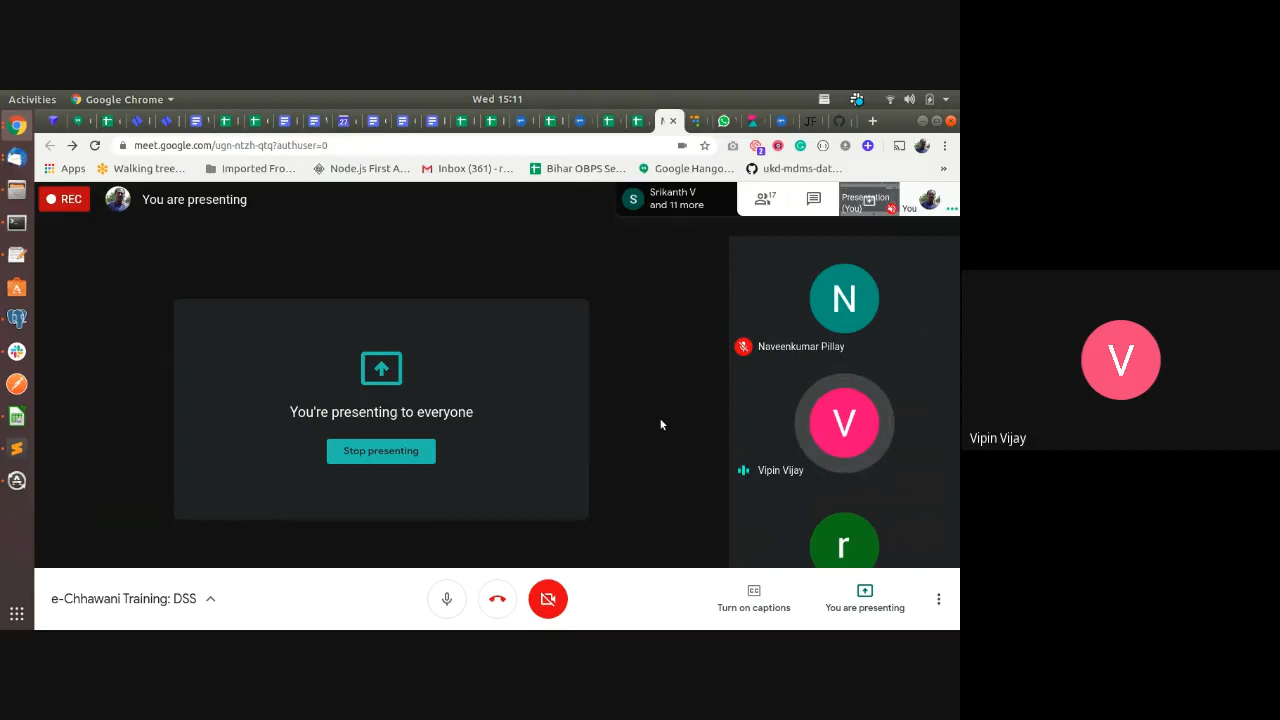 Activities
Google Chrome
Wed 15:11
27
JF
meet.google.com/ugn-ntzh-qtq?authuser=0
2
Apps
Walking tree...
Imported Fro...
Node.js First A...
Inbox (361) - r...
Bihar OBPS Se...
Google Hango...
ukd-mdms-dat...
»
REC
You are presenting
S
Srikanth V
and 11 more
17
Presentation
(You)
You
N
Naveenkumar Pillay
You're presenting to everyone
Stop presenting
V
Vipin Vijay
r
e-Chhawani Training: DSS
Turn on captions
You are presenting
V
Vipin Vijay